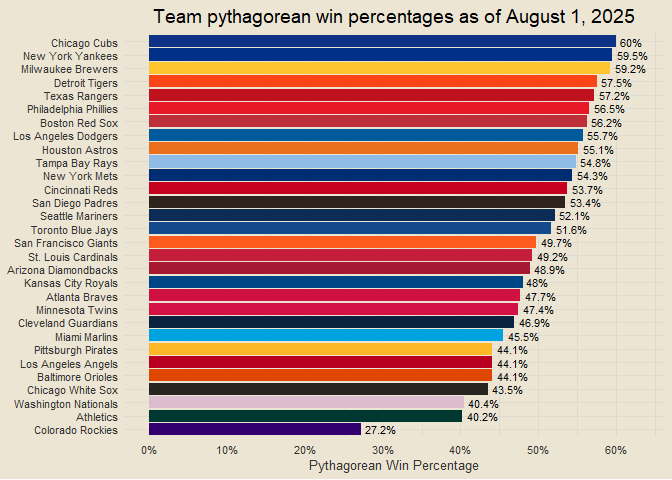 Team pythagorean win percentages as of August 1, 2025
Chicago Cubs 60%
New York Yankees 59.5%
Milwaukee Brewers 59.2%
Detroit Tigers 57.5%
Texas Rangers 57.2%
Philadelphia Phillies 56.5%
Boston Red Sox 56.2%
Los Angeles Dodgers 55.7%
Houston Astros 55.1%
Tampa Bay Rays 54.8%
New York Mets 54.3%
Cincinnati Reds 53.7%
San Diego Padres 53.4%
Seattle Mariners 52.1%
Toronto Blue Jays 51.6%
San Francisco Giants 49.7%
St. Louis Cardinals 49.2%
Arizona Diamondbacks 48.9%
Kansas City Royals 48%
Atlanta Braves 47.7%
Minnesota Twins 47.4%
Cleveland Guardians 46.9%
Miami Marlins 45.5%
Pittsburgh Pirates 44.1%
Los Angeles Angels 44.1%
Baltimore Orioles 44.1%
Chicago White Sox 43.5%
Washington Nationals 40.4%
Athletics 40.2%
Colorado Rockies 27.2%
0% 10% 20% 30% 40% 50% 60%
Pythagorean Win Percentage